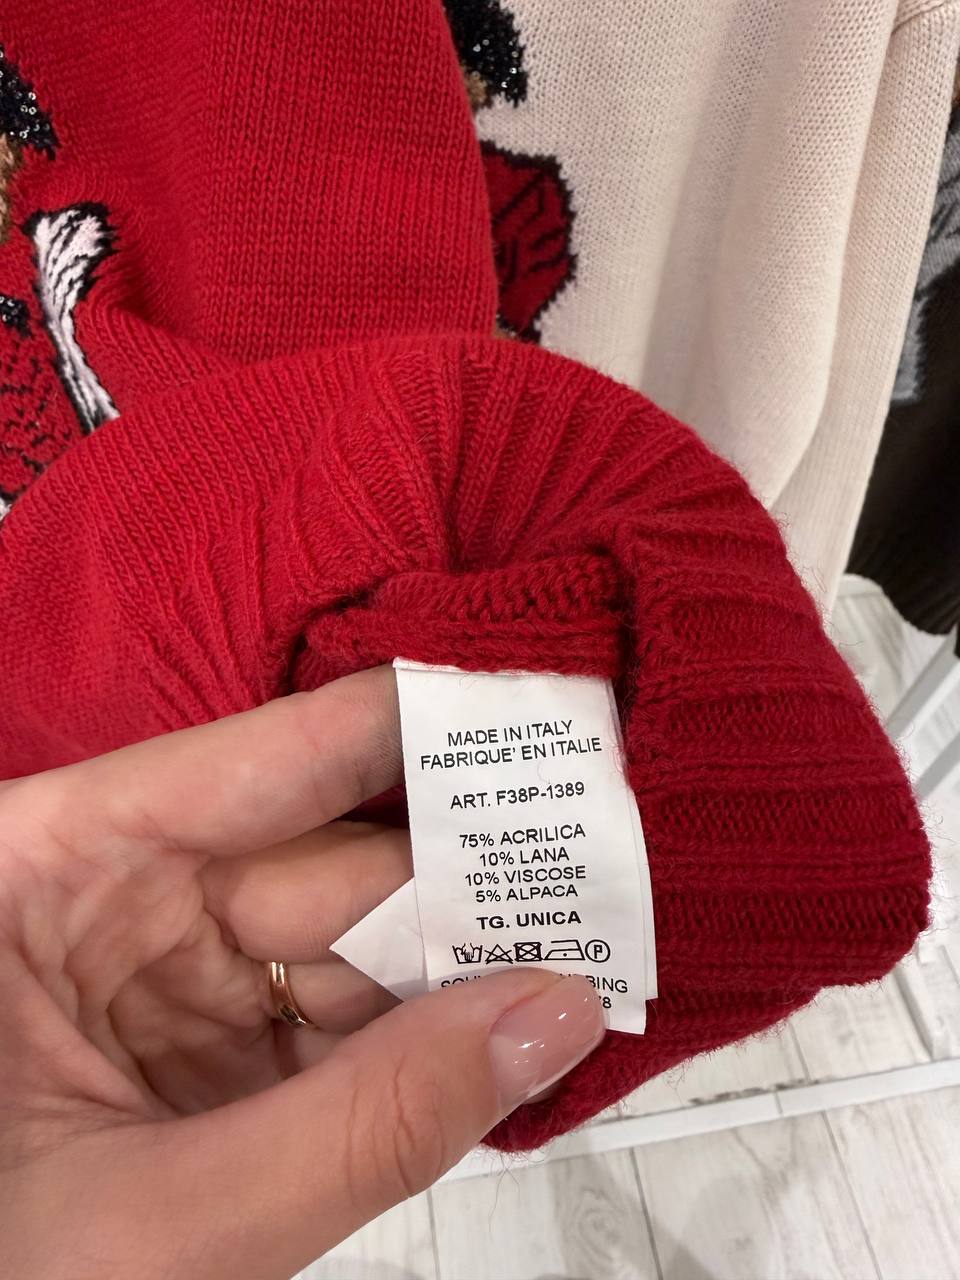 MADE IN ITALY
FABRIQUE' EN ITALIE
ART. F38P-1389
75% ACRILICA
10% LANA
10% VISCOSE
5% ALPACA
TG. UNICA
P